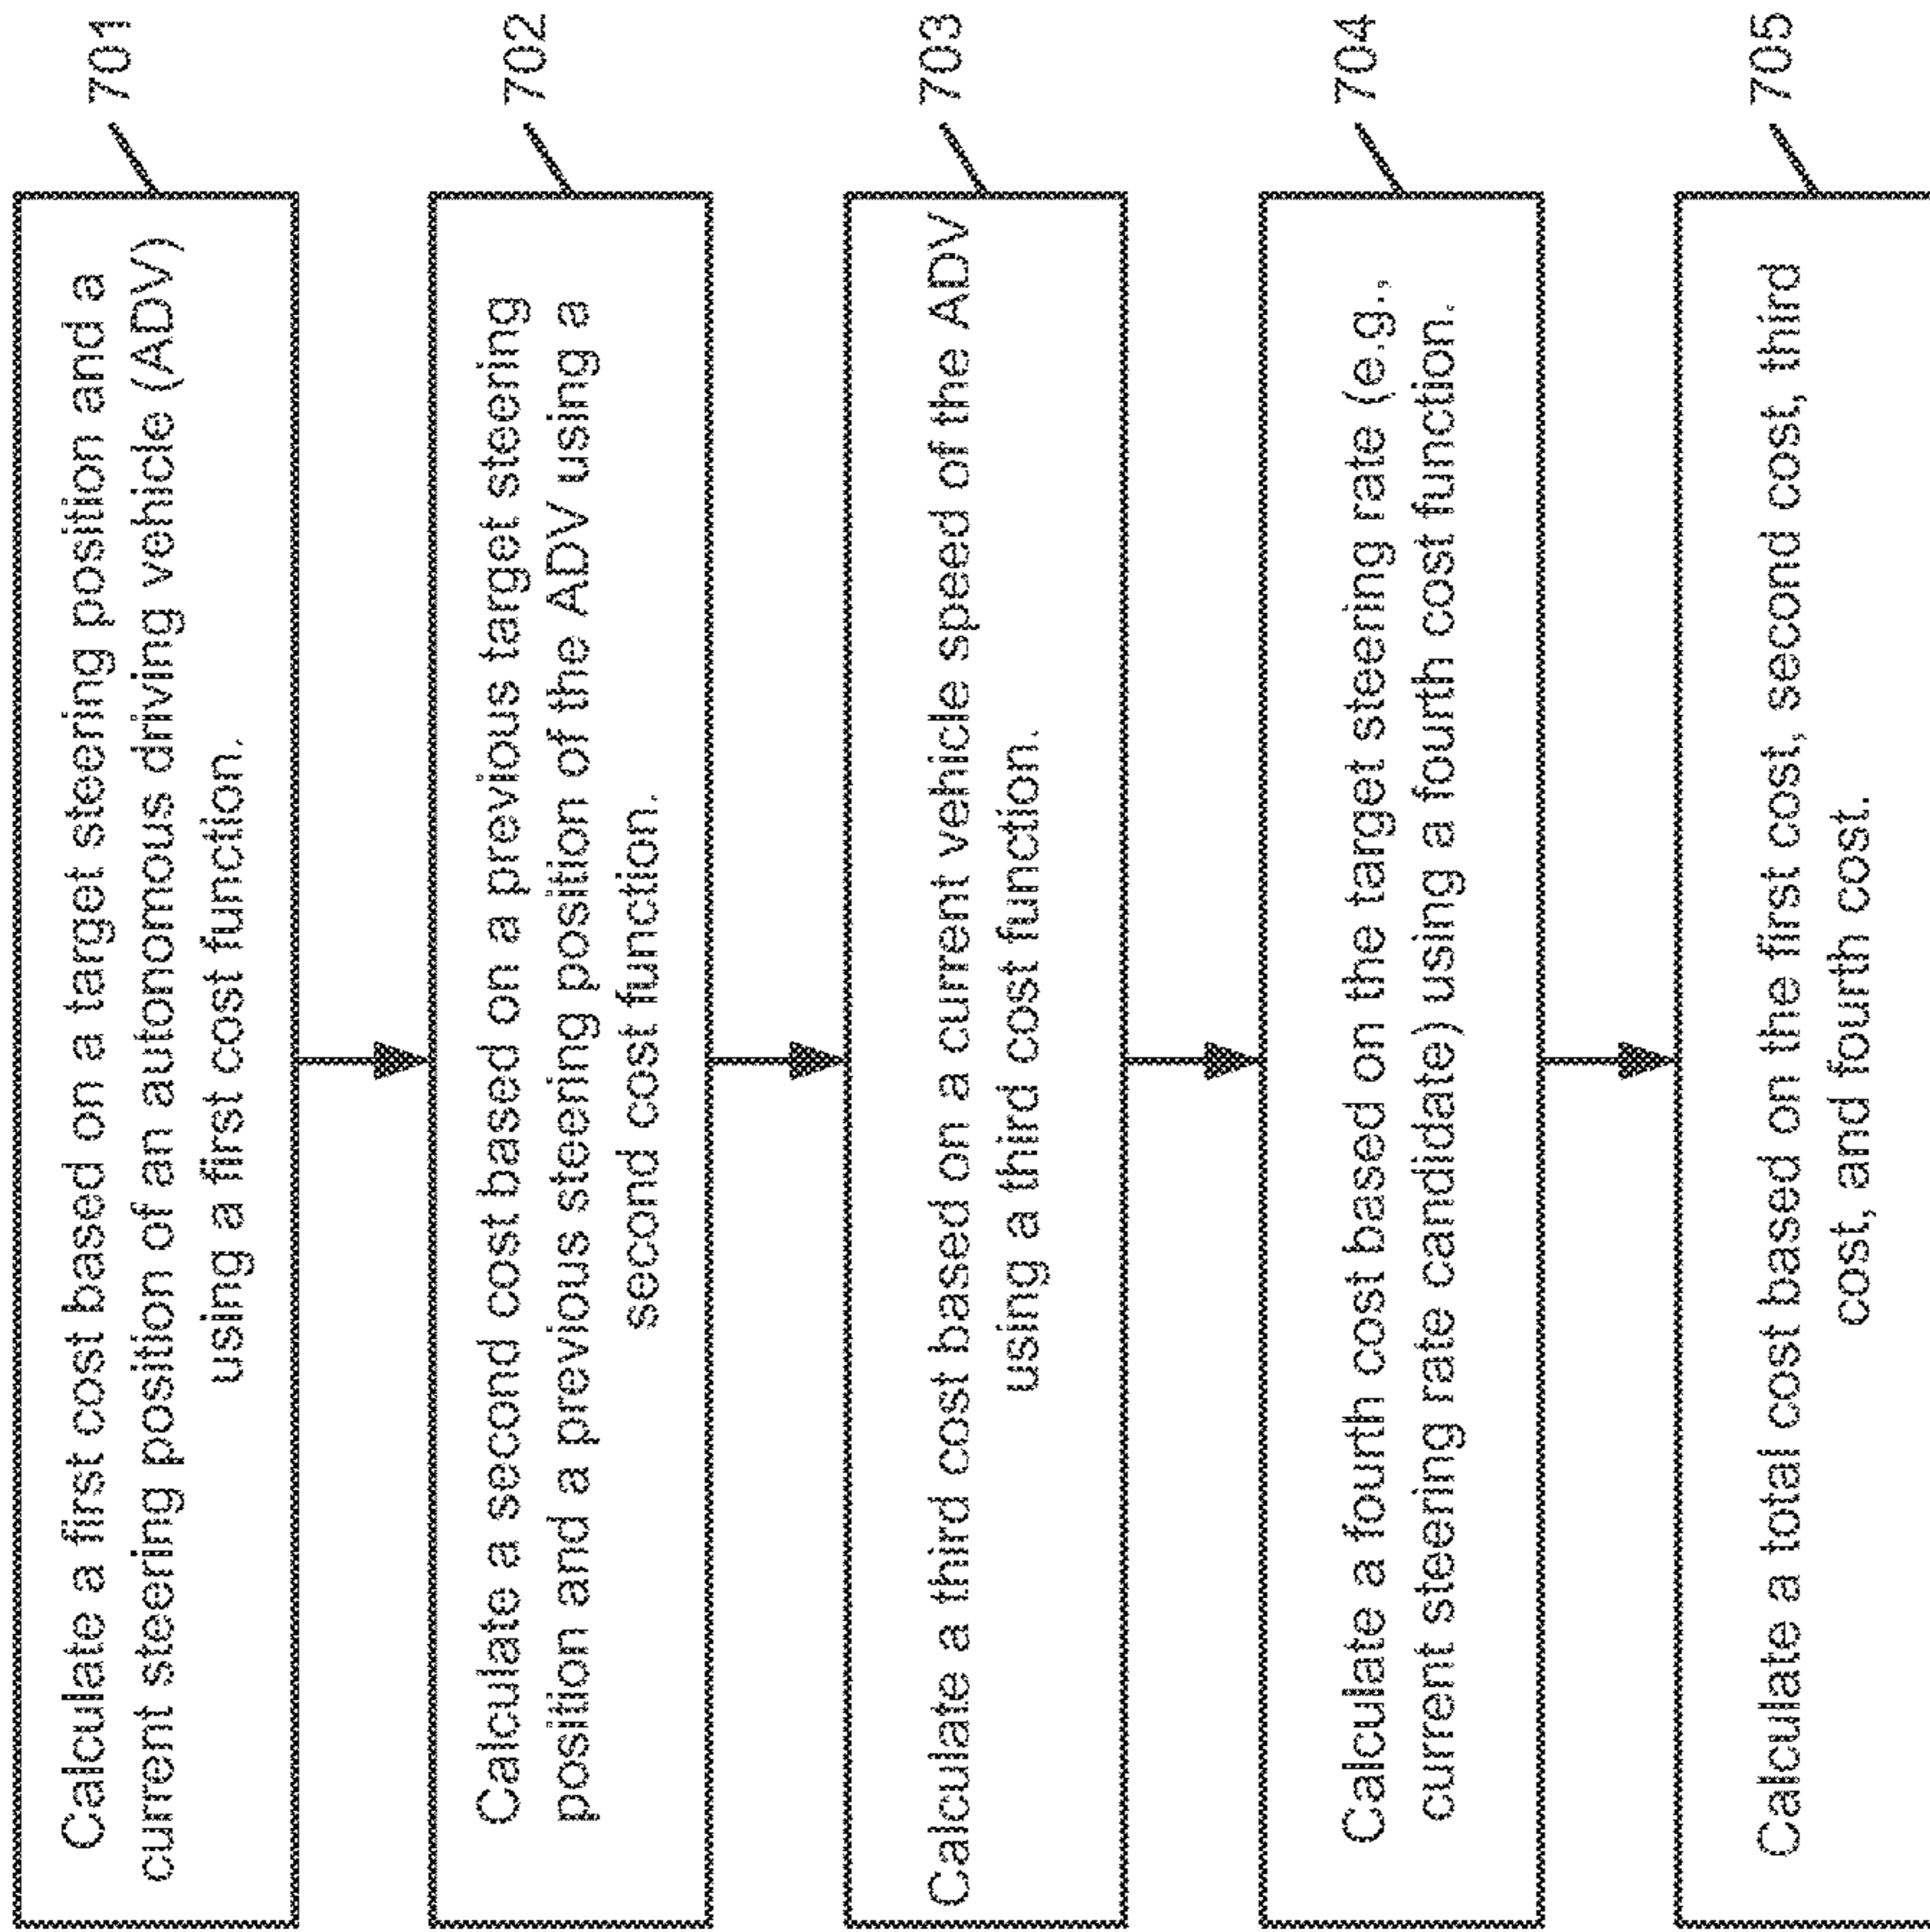 Calculate a first cost based on a target steering position and a
current steering position of an autonomous driving vehicle (ADV)
using a first cost function.
701
Calculate a second cost based on a previous target steering
position and a previous steering position of the ADV using a
second cost function.
702
Calculate a third cost based on a current vehicle speed of the ADV
using a third cost function.
703
Calculate a fourth cost based on the target steering rate (e.g.,
current steering rate candidate) using a fourth cost function.
704
Calculate a total cost based on the first cost, second cost, third
cost, and fourth cost.
705